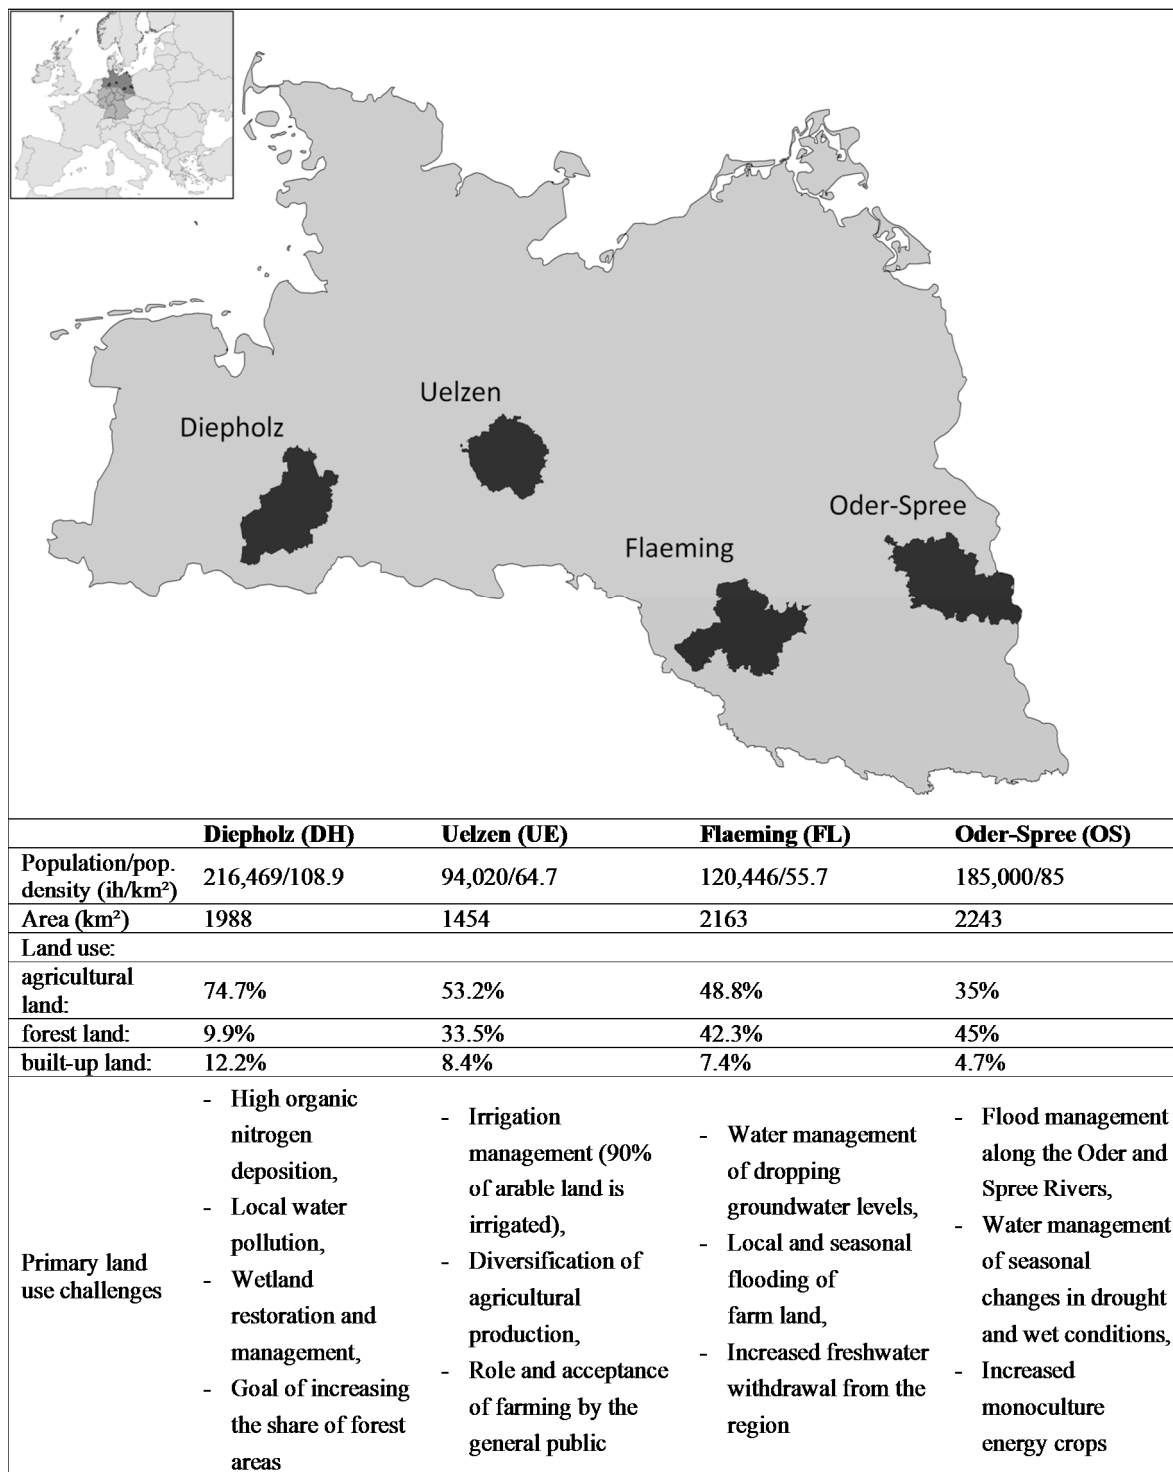 Uelzen
Diepholz
Oder-Spree
Flaeming
Diepholz (DH) Uelzen (UE) Flaeming (FL) Oder-Spree (OS)
Population/pop. density (ih/km²) 216,469/108.9 94,020/64.7 120,446/55.7 185,000/85
Area (km²) 1988 1454 2163 2243
Land use:
agricultural land: 74.7% 53.2% 48.8% 35%
forest land: 9.9% 33.5% 42.3% 45%
built-up land: 12.2% 8.4% 7.4% 4.7%
Primary land
use challenges
- High organic
nitrogen
deposition,
- Local water
pollution,
- Wetland
restoration and
management,
- Goal of increasing
the share of forest
areas
- Irrigation
management (90%
of arable land is
irrigated),
- Diversification of
agricultural
production,
- Role and acceptance
of farming by the
general public
- Water management
of dropping
groundwater levels,
- Local and seasonal
flooding of
farm land,
- Increased freshwater
withdrawal from the
region
- Flood management
along the Oder and
Spree Rivers,
- Water management
of seasonal
changes in drought
and wet conditions,
- Increased
monoculture
energy crops